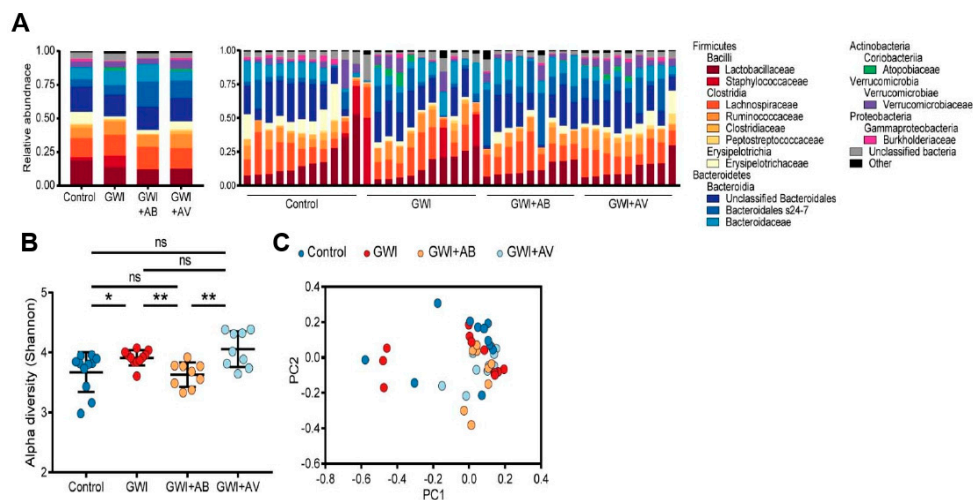 A
Relative abundnace
1.00
0.75
0.50
0.25
0.00
Control
GWI
GWI
+AB
GWI
+AV
1.00
0.75
0.50
0.25
0.00
Control
GWI
GWI+AB
GWI+AV
Firmicutes
Bacilli
Lactobacillaceae
Staphylococcaceae
Clostridia
Lachnospiraceae
Ruminococcaceae
Clostridiaceae
Peptostreptococcaceae
Erysipelotrichia
Erysipelotrichaceae
Bacteroidetes
Bacteroidia
Unclassified Bacteroidales
Bacteroidales s24-7
Bacteroidaceae
Actinobacteria
Coriobacteriia
Atopobiaceae
Verrucomicrobia
Verrucomicrobiae
Verrucomicrobiaceae
Proteobacteria
Gammaproteobacteria
Burkholderiaceae
Unclassified bacteria
Other
B
ns
ns
ns
* ** **
Alpha diversity (Shannon)
5
4
3
2
Control GWI GWI+AB GWI+AV
C
Control GWI GWI+AB GWI+AV
PC2
0.4
0.2
0.0
-0.2
-0.4
-0.6
-0.8 -0.6 -0.4 -0.2 0.0 0.2 0.4
PC1